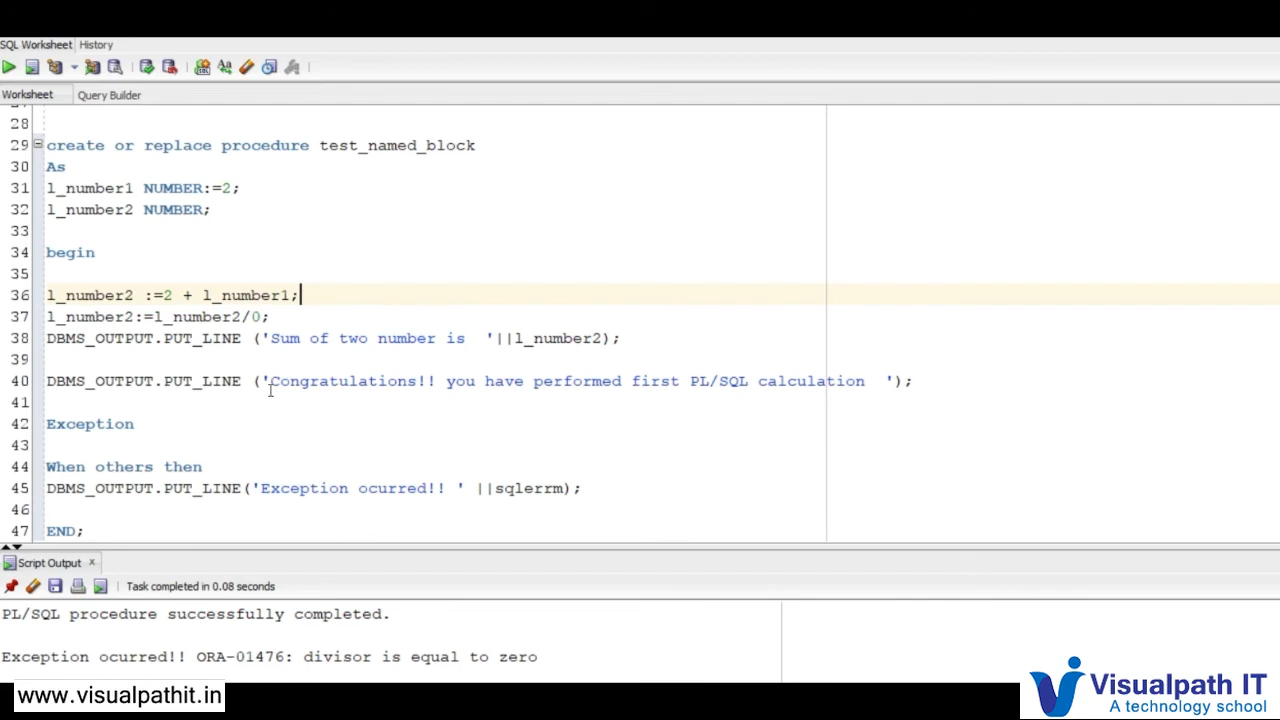 SQL Worksheet History
Worksheet Query Builder
28
29 create or replace procedure test_named_block
30 As
31 l_number1 NUMBER:=2;
32 l_number2 NUMBER;
33
34 begin
35
36 l_number2 :=2 + l_number1;
37 l_number2:=l_number2/0;
38 DBMS_OUTPUT.PUT_LINE ('Sum of two number is  '||l_number2);
39
40 DBMS_OUTPUT.PUT_LINE ('Congratulations!! you have performed first PL/SQL calculation  ');
41
42 Exception
43
44 When others then
45 DBMS_OUTPUT.PUT_LINE('Exception ocurred!! ' ||sqlerrm);
46
47 END;
Script Output x
Task completed in 0.08 seconds
PL/SQL procedure successfully completed.
Exception ocurred!! ORA-01476: divisor is equal to zero
www.visualpathit.in
Visualpath IT
A technology school